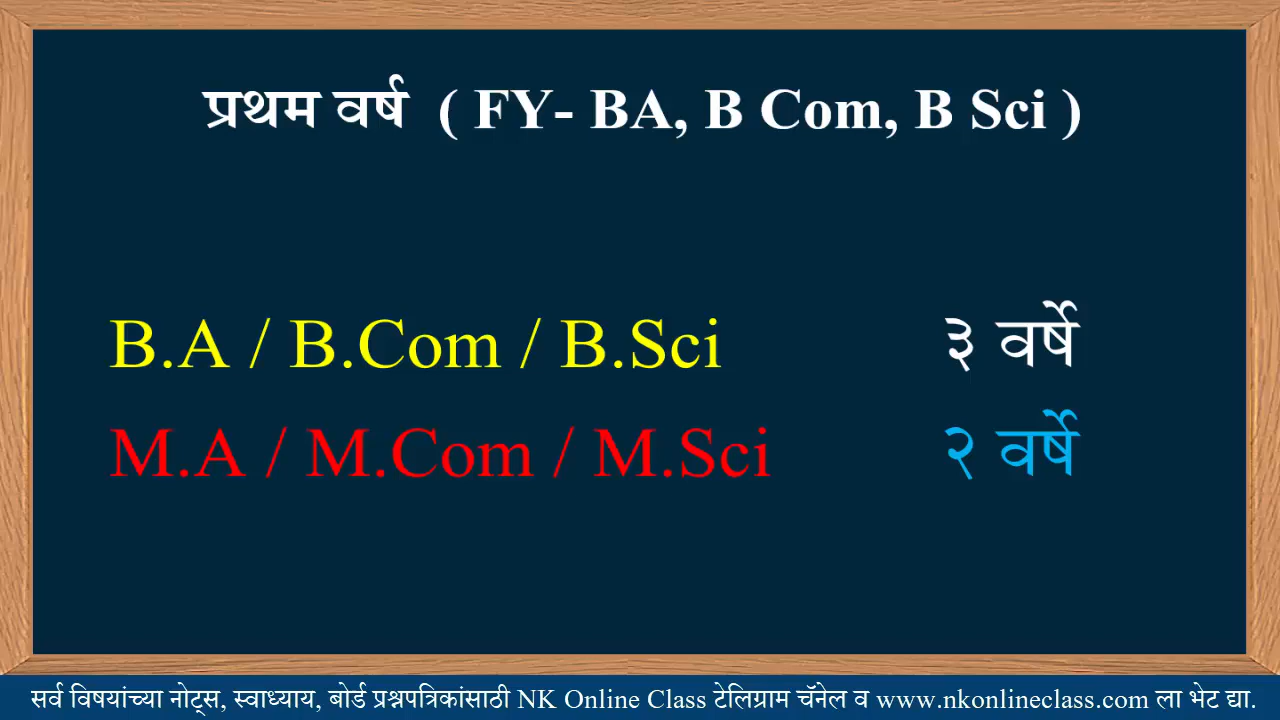 प्रथम वर्ष ( FY- BA, B Com, B Sci )
B.A / B.Com / B.Sci ३ वर्षे
M.A / M.Com / M.Sci २ वर्षे
सर्व विषयांच्या नोट्स, स्वाध्याय, बोर्ड प्रश्नपत्रिकांसाठी NK Online Class टेलिग्राम चॅनेल व www.nkonlineclass.com ला भेट द्या.